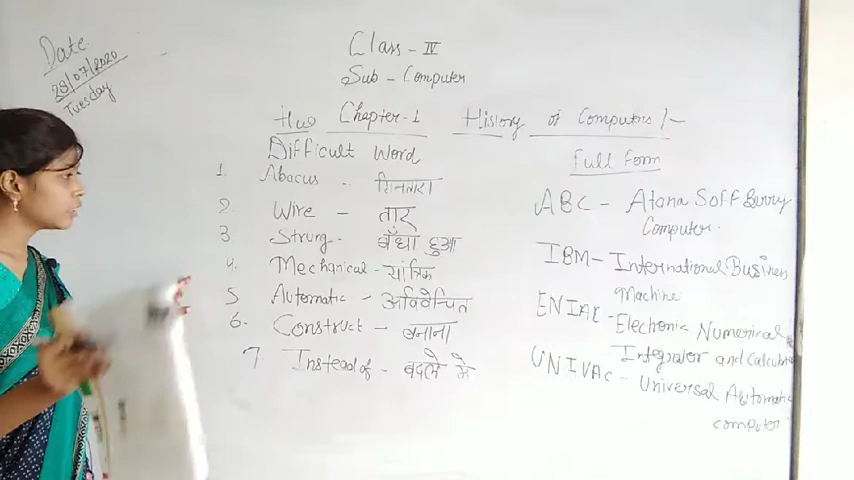 Date
28/07/2020
Tuesday
Class - IV
Sub - Computer
Chapter-1 History of Computers :-
Difficult Word
1. Abacus - गिनतारा
2 Wire - तार
3 Strung - बँधा हुआ
4. Mechanical - यांत्रिक
5 Automatic -
6. Construct - बनाना
7. Instead of - बदले मे
Full Form
ABC - Atana Soff Berry
Computer.
IBM - International Business
Machine
ENIAC - Electronic Numerical
Integrator and Calculator
UNIVAC - Universal Automatic
computer